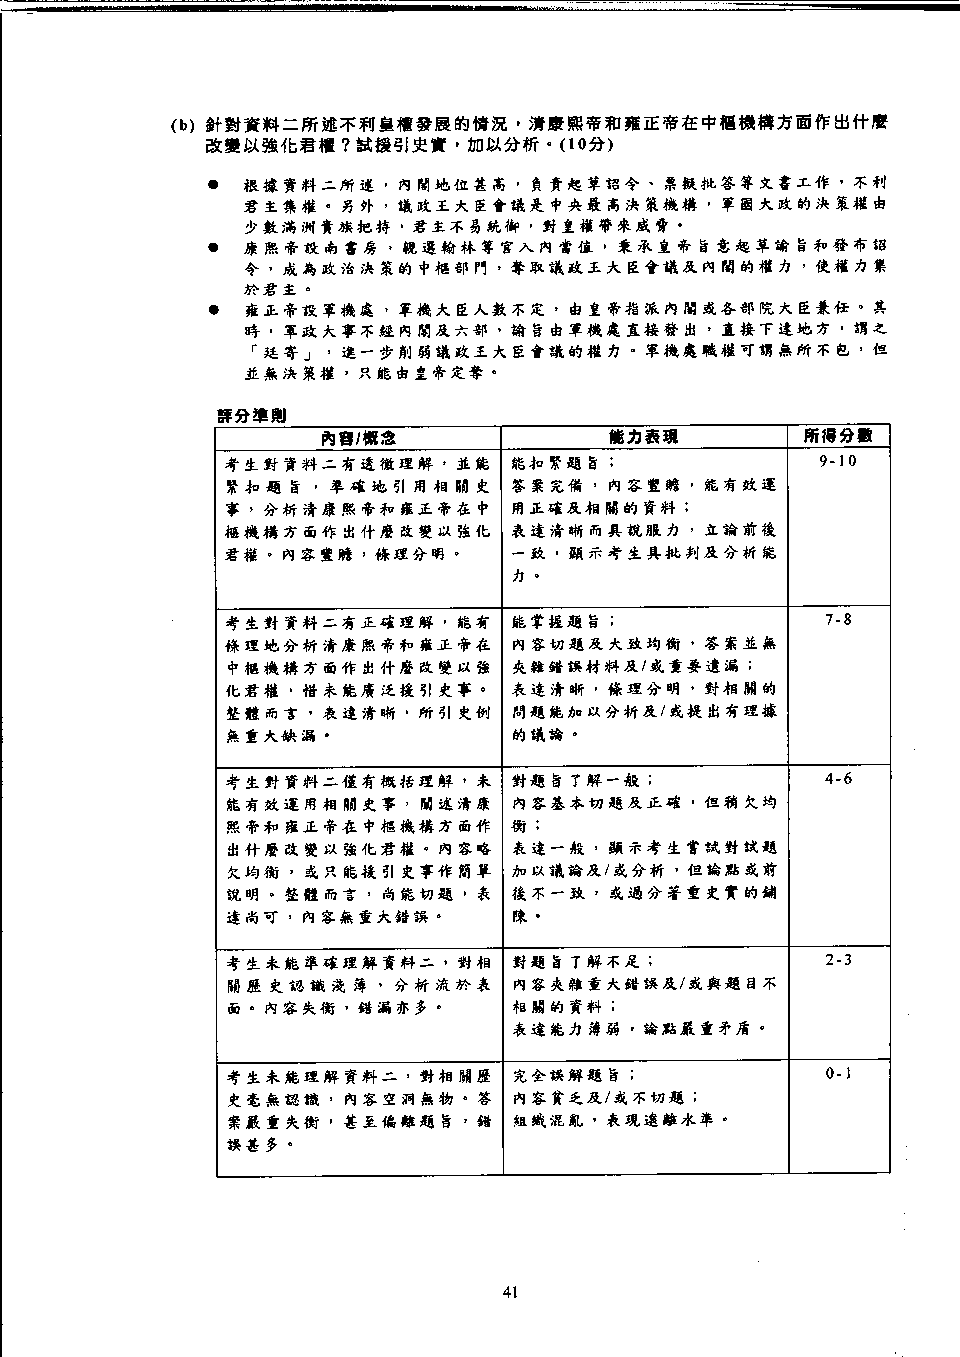 (b) 針對資料二所述不利皇權發展的情況，清康熙帝和雍正帝在中樞機構方面作出什麼
改變以強化君權？試援引史實，加以分析。(10分)
● 根據資料二所述，內閣地位甚高，負責起草詔令、票擬批答等文書工作，不利
君主集權。另外，議政王大臣會議是中央最高決策機構，軍國大政的決策權由
少數滿洲貴族把持，君主不易統御，對皇權帶來威脅。
● 康熙帝設南書房，親選翰林等官入內當值，秉承皇帝旨意起草諭旨和發布詔
令，成為政治決策的中樞部門，奪取議政王大臣會議及內閣的權力，使權力集
於君主。
● 雍正帝設軍機處，軍機大臣人數不定，由皇帝指派內閣或各部院大臣兼任。其
時，軍政大事不經內閣及六部，諭旨由軍機處直接發出，直接下達地方，謂之
「廷寄」，進一步削弱議政王大臣會議的權力。軍機處職權可謂無所不包，但
並無決策權，只能由皇帝定奪。
評分準則
內容/概念 能力表現 所得分數
考生對資料二有透徹理解，並能
緊扣題旨，準確地引用相關史
事，分析清康熙帝和雍正帝在中
樞機構方面作出什麼改變以強化
君權。內容豐贍，條理分明。
能扣緊題旨；
答案完備，內容豐贍，能有效運
用正確及相關的資料；
表達清晰而具說服力，立論前後
一致，顯示考生具批判及分析能
力。
9-10
考生對資料二有正確理解，能有
條理地分析清康熙帝和雍正帝在
中樞機構方面作出什麼改變以強
化君權，惜未能廣泛援引史事。
整體而言，表達清晰，所引史例
無重大缺漏。
能掌握題旨；
內容切題及大致均衡，答案並無
夾雜錯誤材料及/或重要遺漏；
表達清晰，條理分明，對相關的
問題能加以分析及/或提出有理據
的議論。
7-8
考生對資料二僅有概括理解，未
能有效運用相關史事，闡述清康
熙帝和雍正帝在中樞機構方面作
出什麼改變以強化君權。內容略
欠均衡，或只能援引史事作簡單
說明。整體而言，尚能切題，表
達尚可，內容無重大錯誤。
對題旨了解一般；
內容基本切題及正確，但稍欠均
衡；
表達一般，顯示考生嘗試對試題
加以議論及/或分析，但論點或前
後不一致，或過分著重史實的鋪
陳。
4-6
考生未能準確理解資料二，對相
關歷史認識淺薄，分析流於表
面。內容失衡，錯漏亦多。
對題旨了解不足；
內容夾雜重大錯誤及/或與題目不
相關的資料；
表達能力薄弱，論點嚴重矛盾。
2-3
考生未能理解資料二，對相關歷
史毫無認識，內容空洞無物。答
案嚴重失衡，甚至偏離題旨，錯
誤甚多。
完全誤解題旨；
內容貧乏及/或不切題；
組織混亂，表現遠離水準。
0-1
41